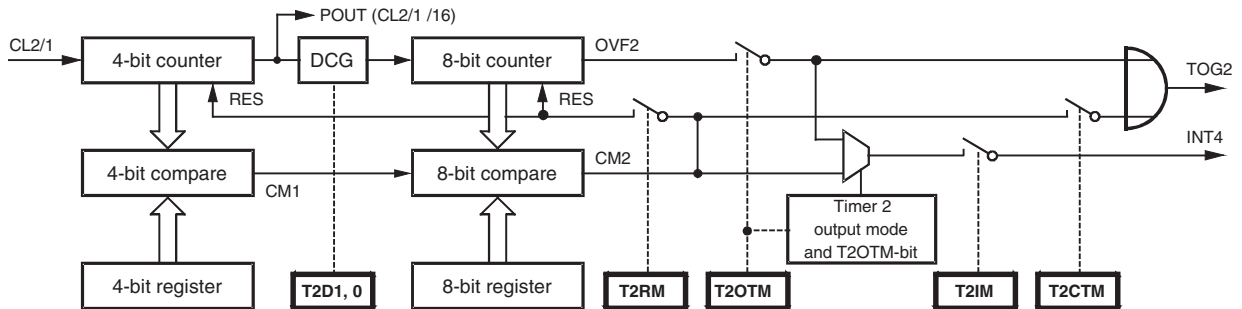 POUT (CL2/1 /16)
CL2/1
4-bit counter
DCG
8-bit counter
OVF2
TOG2
RES
RES
INT4
4-bit compare
CM1
8-bit compare
CM2
Timer 2
output mode
and T2OTM-bit
4-bit register
T2D1, 0
8-bit register
T2RM
T2OTM
T2IM
T2CTM